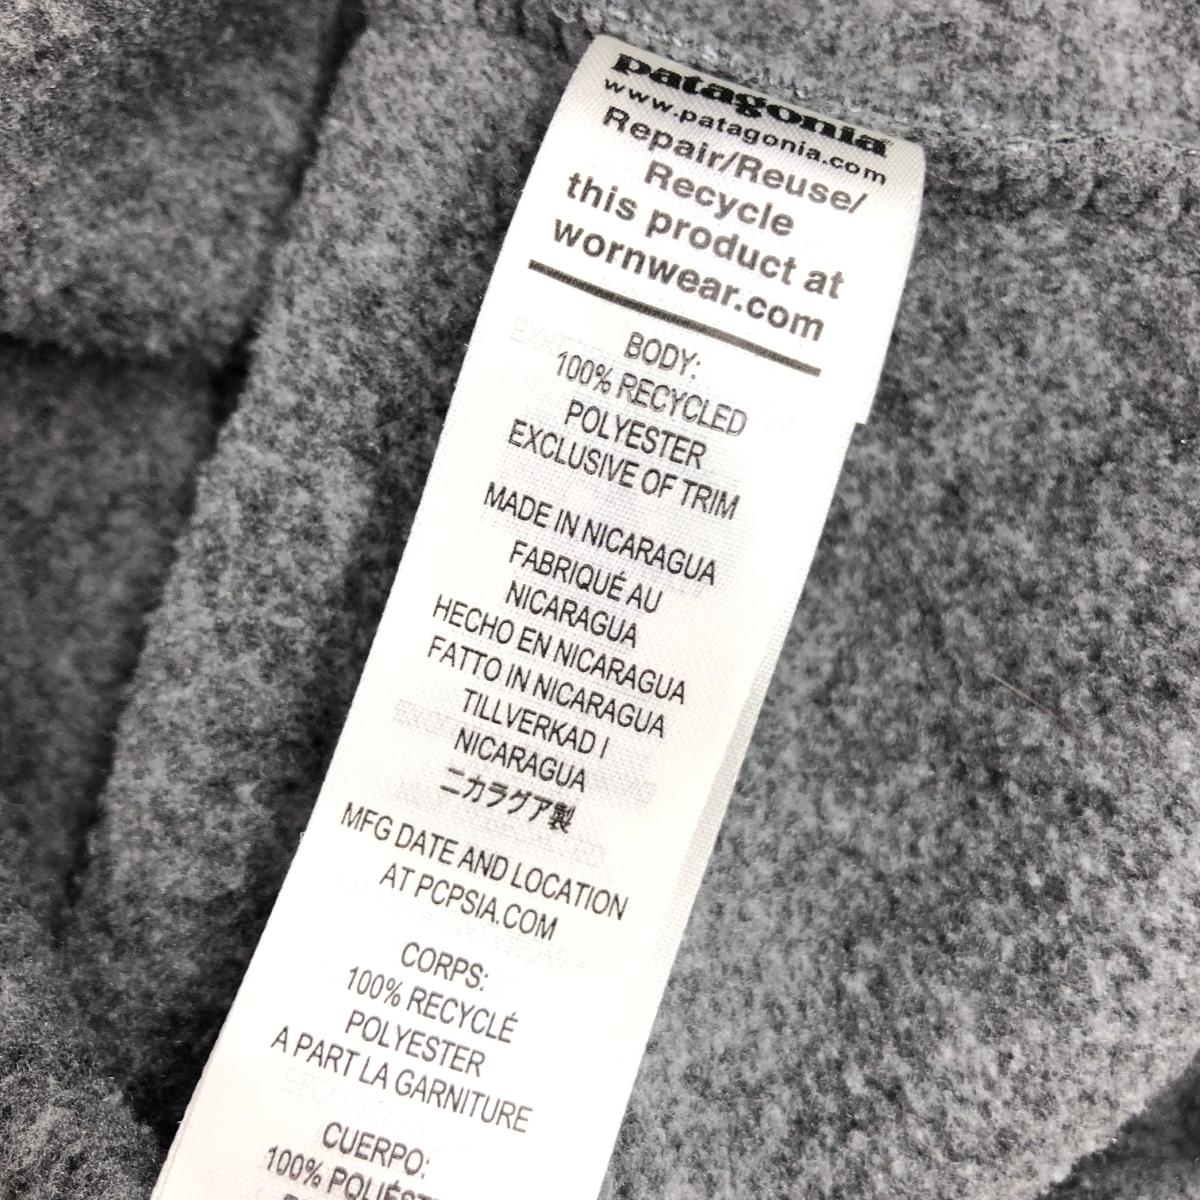 patagonia
www.patagonia.com
Repair/Reuse/
Recycle
this product at
wornwear.com
BODY:
100% RECYCLED
POLYESTER
EXCLUSIVE OF TRIM
MADE IN NICARAGUA
FABRIQUÉ AU
NICARAGUA
HECHO EN NICARAGUA
FATTO IN NICARAGUA
TILLVERKAD I
NICARAGUA
ニカラグア製
MFG DATE AND LOCATION
AT PCPSIA.COM
CORPS:
100% RECYCLÉ
POLYESTER
A PART LA GARNITURE
CUERPO:
100%